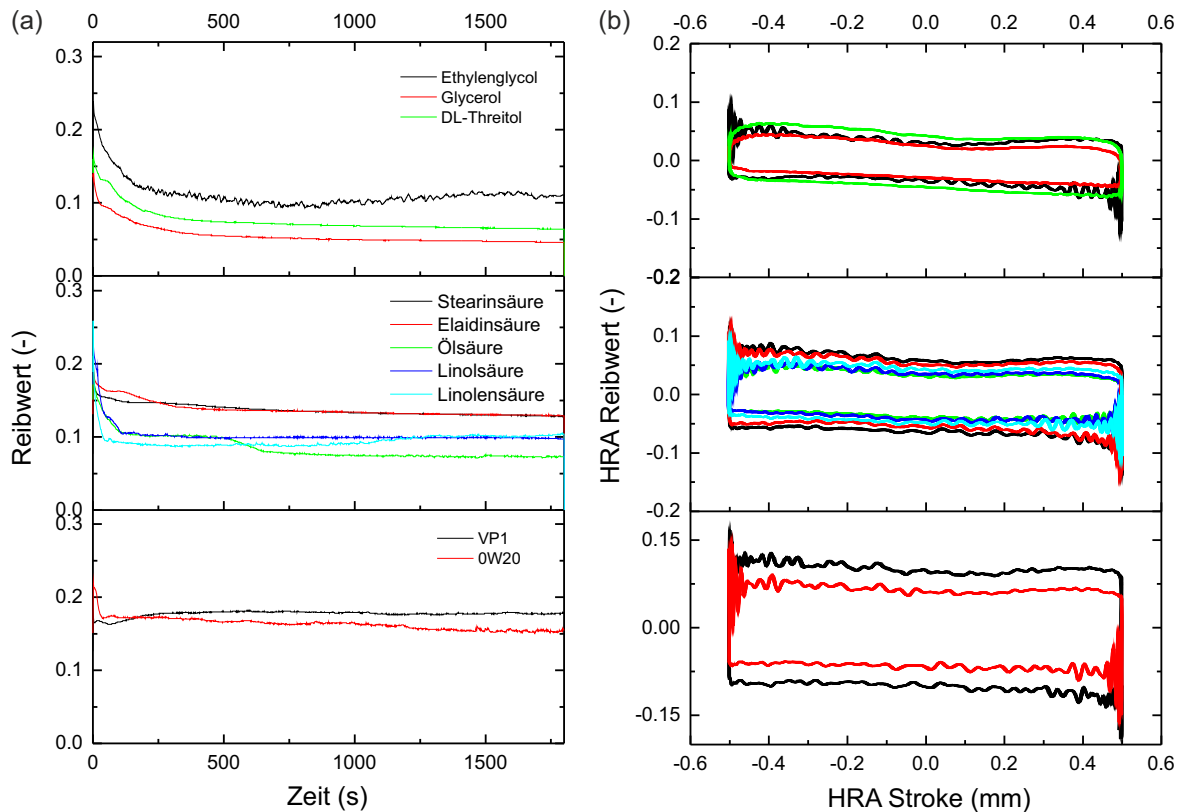 (a)
0 500 1000 1500
0.3
0.2
0.1
0.0
Ethylenglycol
Glycerol
DL-Threitol
0.3
0.2
0.1
0.0
Stearinsäure
Elaidinsäure
Ölsäure
Linolsäure
Linolensäure
0.3
0.2
0.1
0.0
VP1
0W20
0 500 1000 1500
Reibwert (-)
Zeit (s)
(b)
-0.6 -0.4 -0.2 0.0 0.2 0.4 0.6
0.2
0.1
0.0
-0.1
-0.2
0.2
0.1
0.0
-0.1
-0.2
0.15
0.00
-0.15
-0.6 -0.4 -0.2 0.0 0.2 0.4 0.6
HRA Reibwert (-)
HRA Stroke (mm)